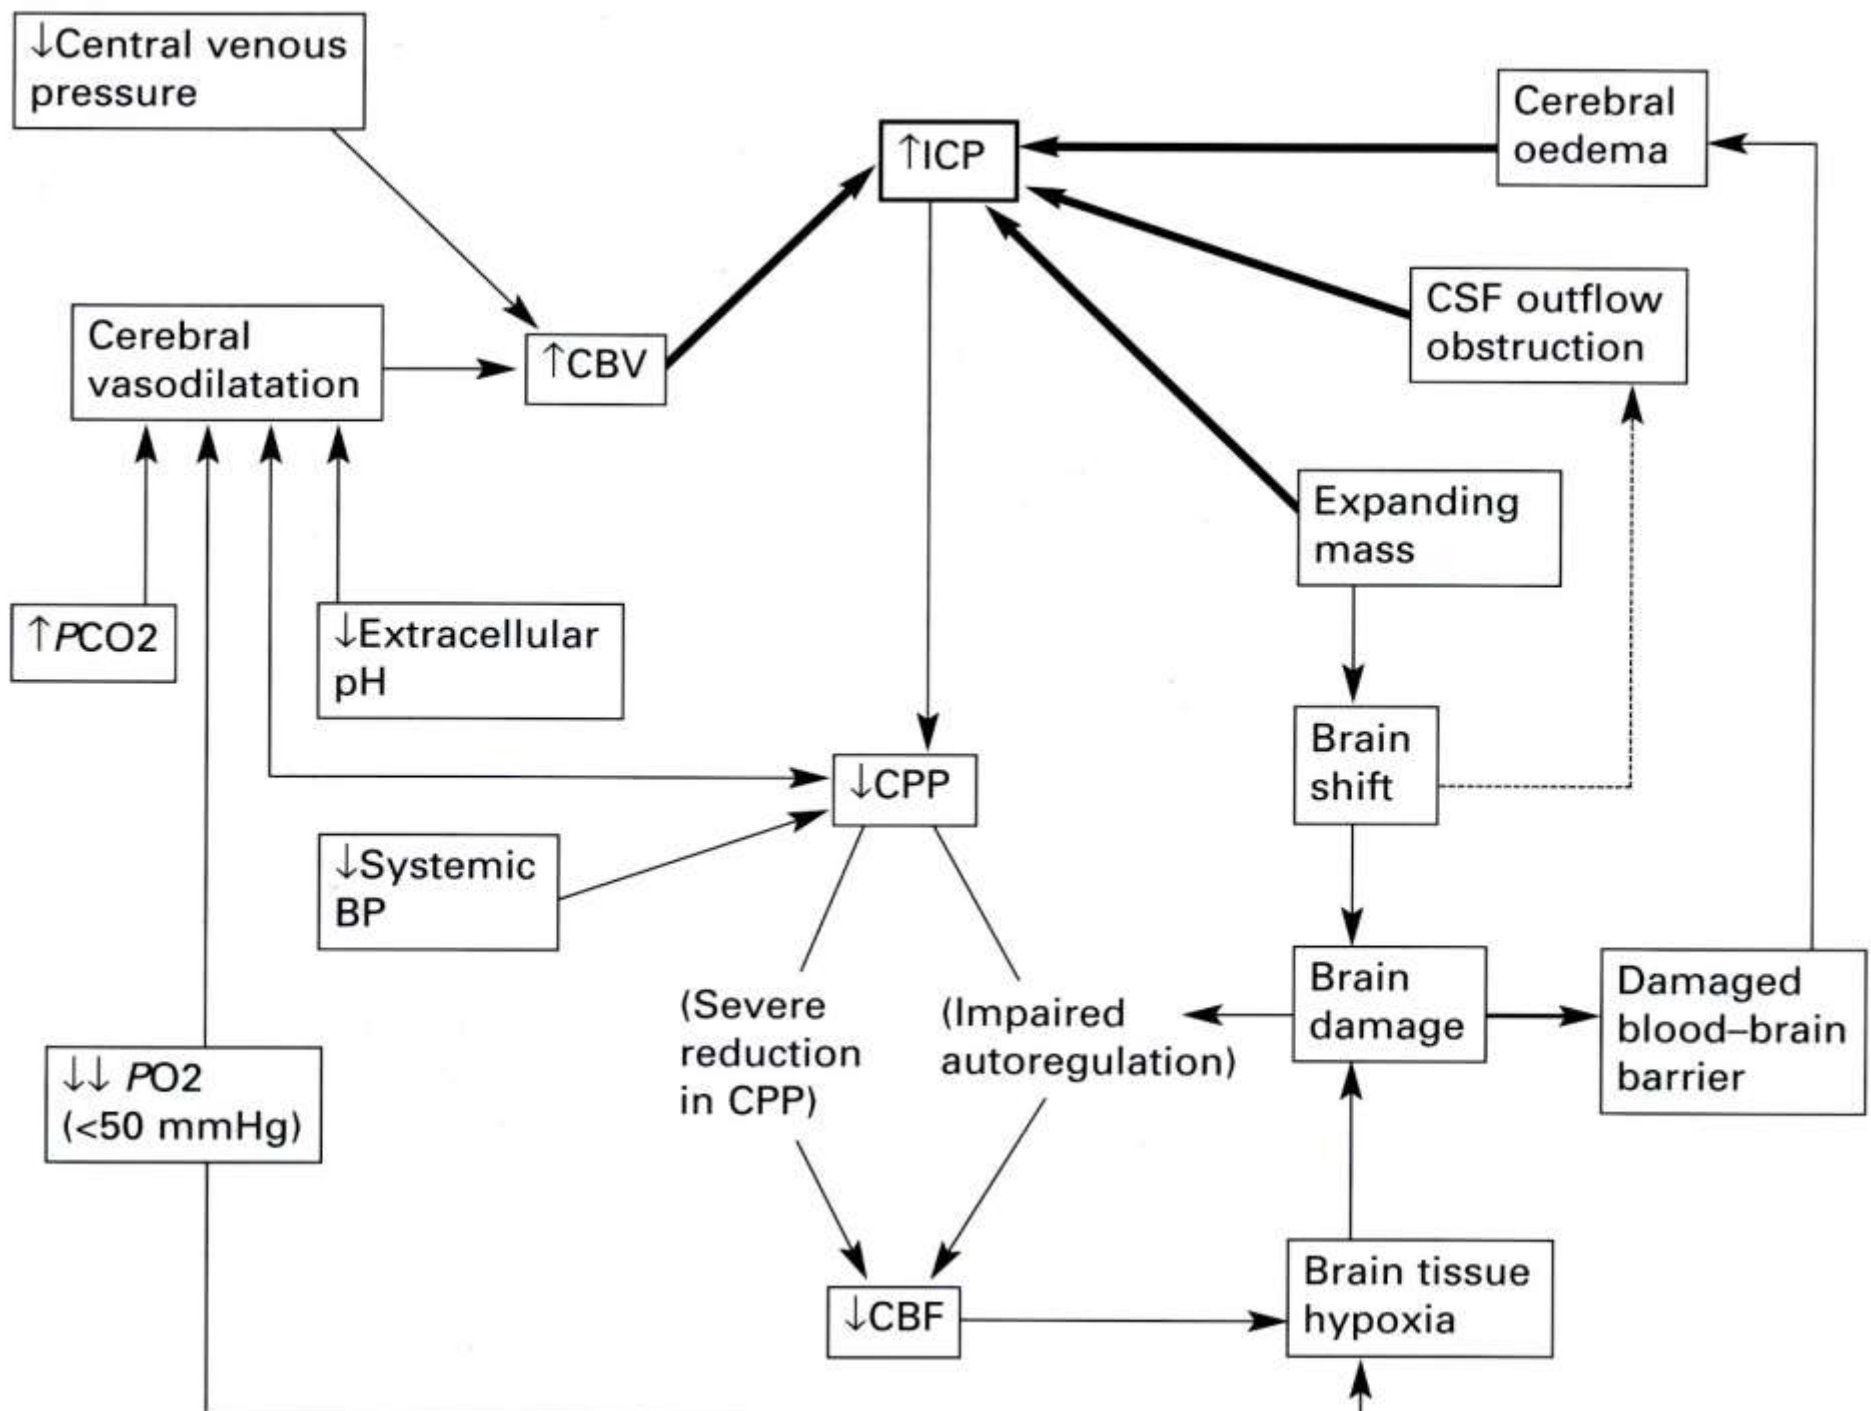 ↓Central venous
pressure
↑ICP
Cerebral
oedema
CSF outflow
obstruction
Cerebral
vasodilatation
↑CBV
Expanding
mass
↑PCO2
↓Extracellular
pH
Brain
shift
↓CPP
↓Systemic
BP
(Severe
reduction
in CPP)
(Impaired
autoregulation)
Brain
damage
Damaged
blood–brain
barrier
↓↓ PO2
(<50 mmHg)
↓CBF
Brain tissue
hypoxia